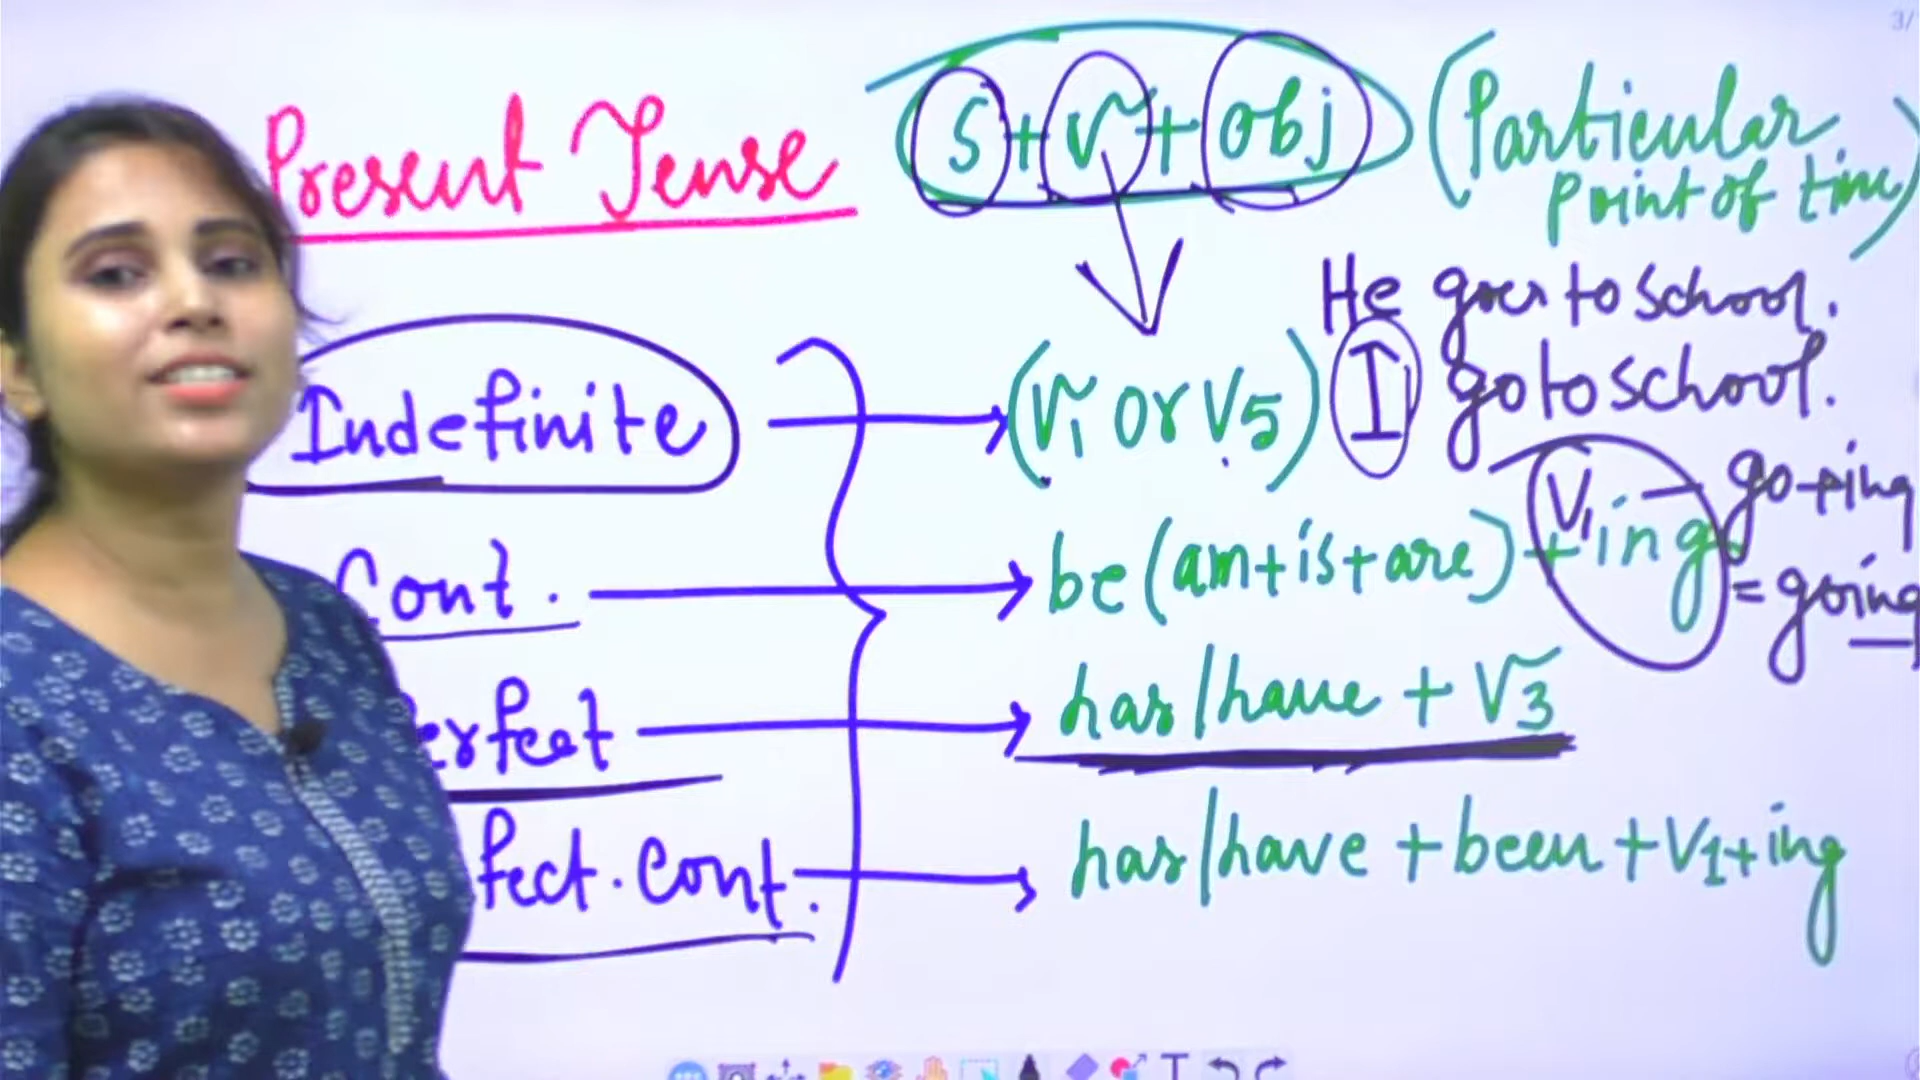 3/
S + V + obj (Particular
Present Tense
point of time)
He goes to school.
Indefinite (V1 or V5) I go to school.
V1 - go+ing
Cont. be (am+is+are) + ing
= going
erfect has/have + V3
fect. Cont. has/have + been + V1+ing
T